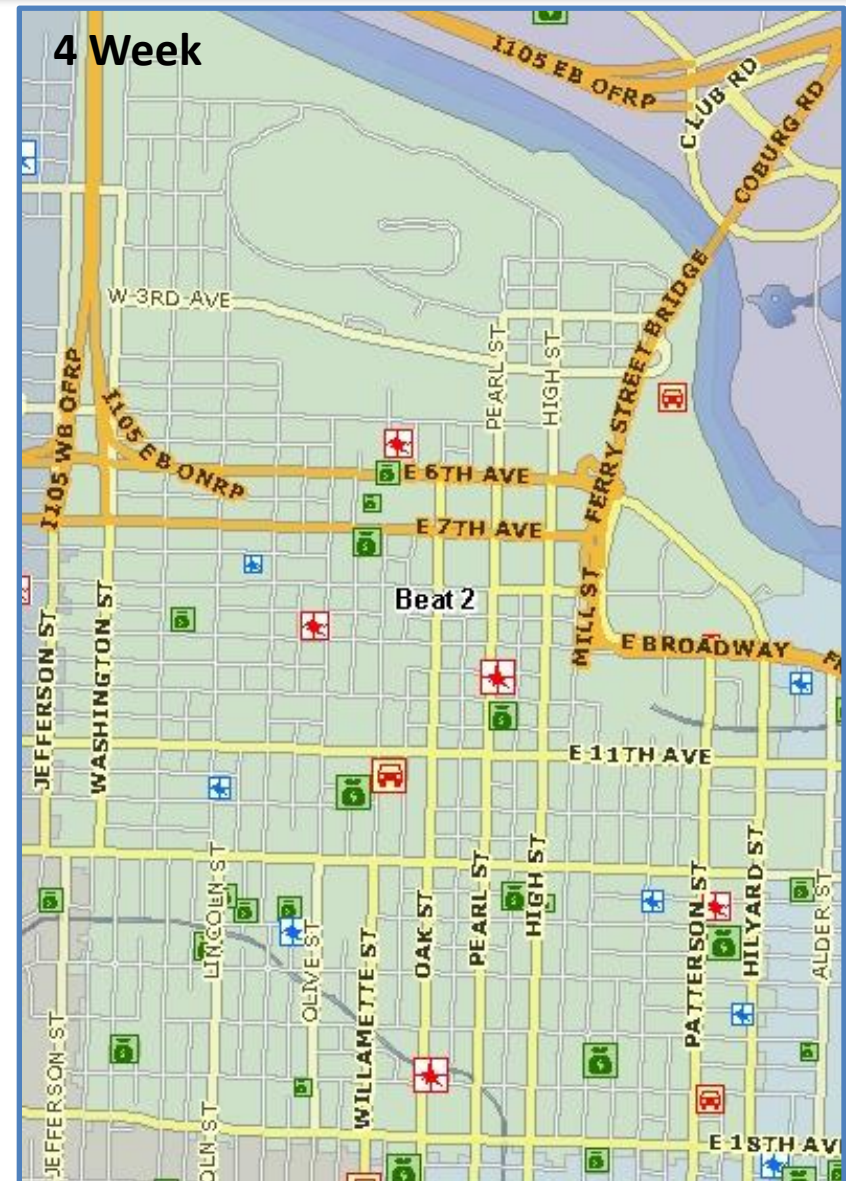 4 Week
I105 EB OFRP
CLUB RD
COBURG RD
W 3RD AVE
PEARL ST
HIGH ST
FERRY STREET BRIDGE
I105 WB OFRP
I105 EB ONRP
E 6TH AVE
E 7TH AVE
Beat 2
MILL ST
E BROADWAY
JEFFERSON ST
WASHINGTON ST
E 11TH AVE
LINCOLN ST
OLIVE ST
WILLAMETTE ST
OAK ST
PEARL ST
HIGH ST
PATTERSON ST
HILYARD ST
ALDER ST
JEFFERSON ST
OLN ST
E 18TH AV